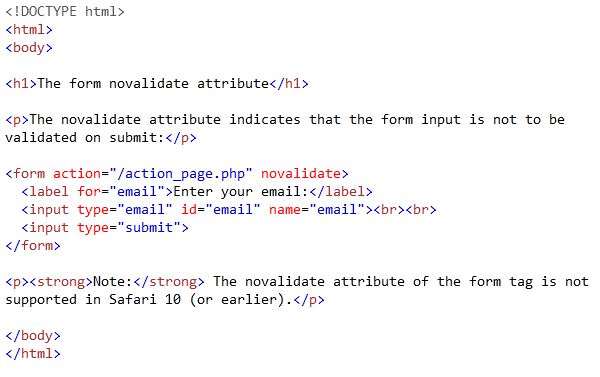 <!DOCTYPE html>
<html>
<body>

<h1>The form novalidate attribute</h1>

<p>The novalidate attribute indicates that the form input is not to be
validated on submit:</p>

<form action="/action_page.php" novalidate>
  <label for="email">Enter your email:</label>
  <input type="email" id="email" name="email"><br><br>
  <input type="submit">
</form>

<p><strong>Note:</strong> The novalidate attribute of the form tag is not
supported in Safari 10 (or earlier).</p>

</body>
</html>